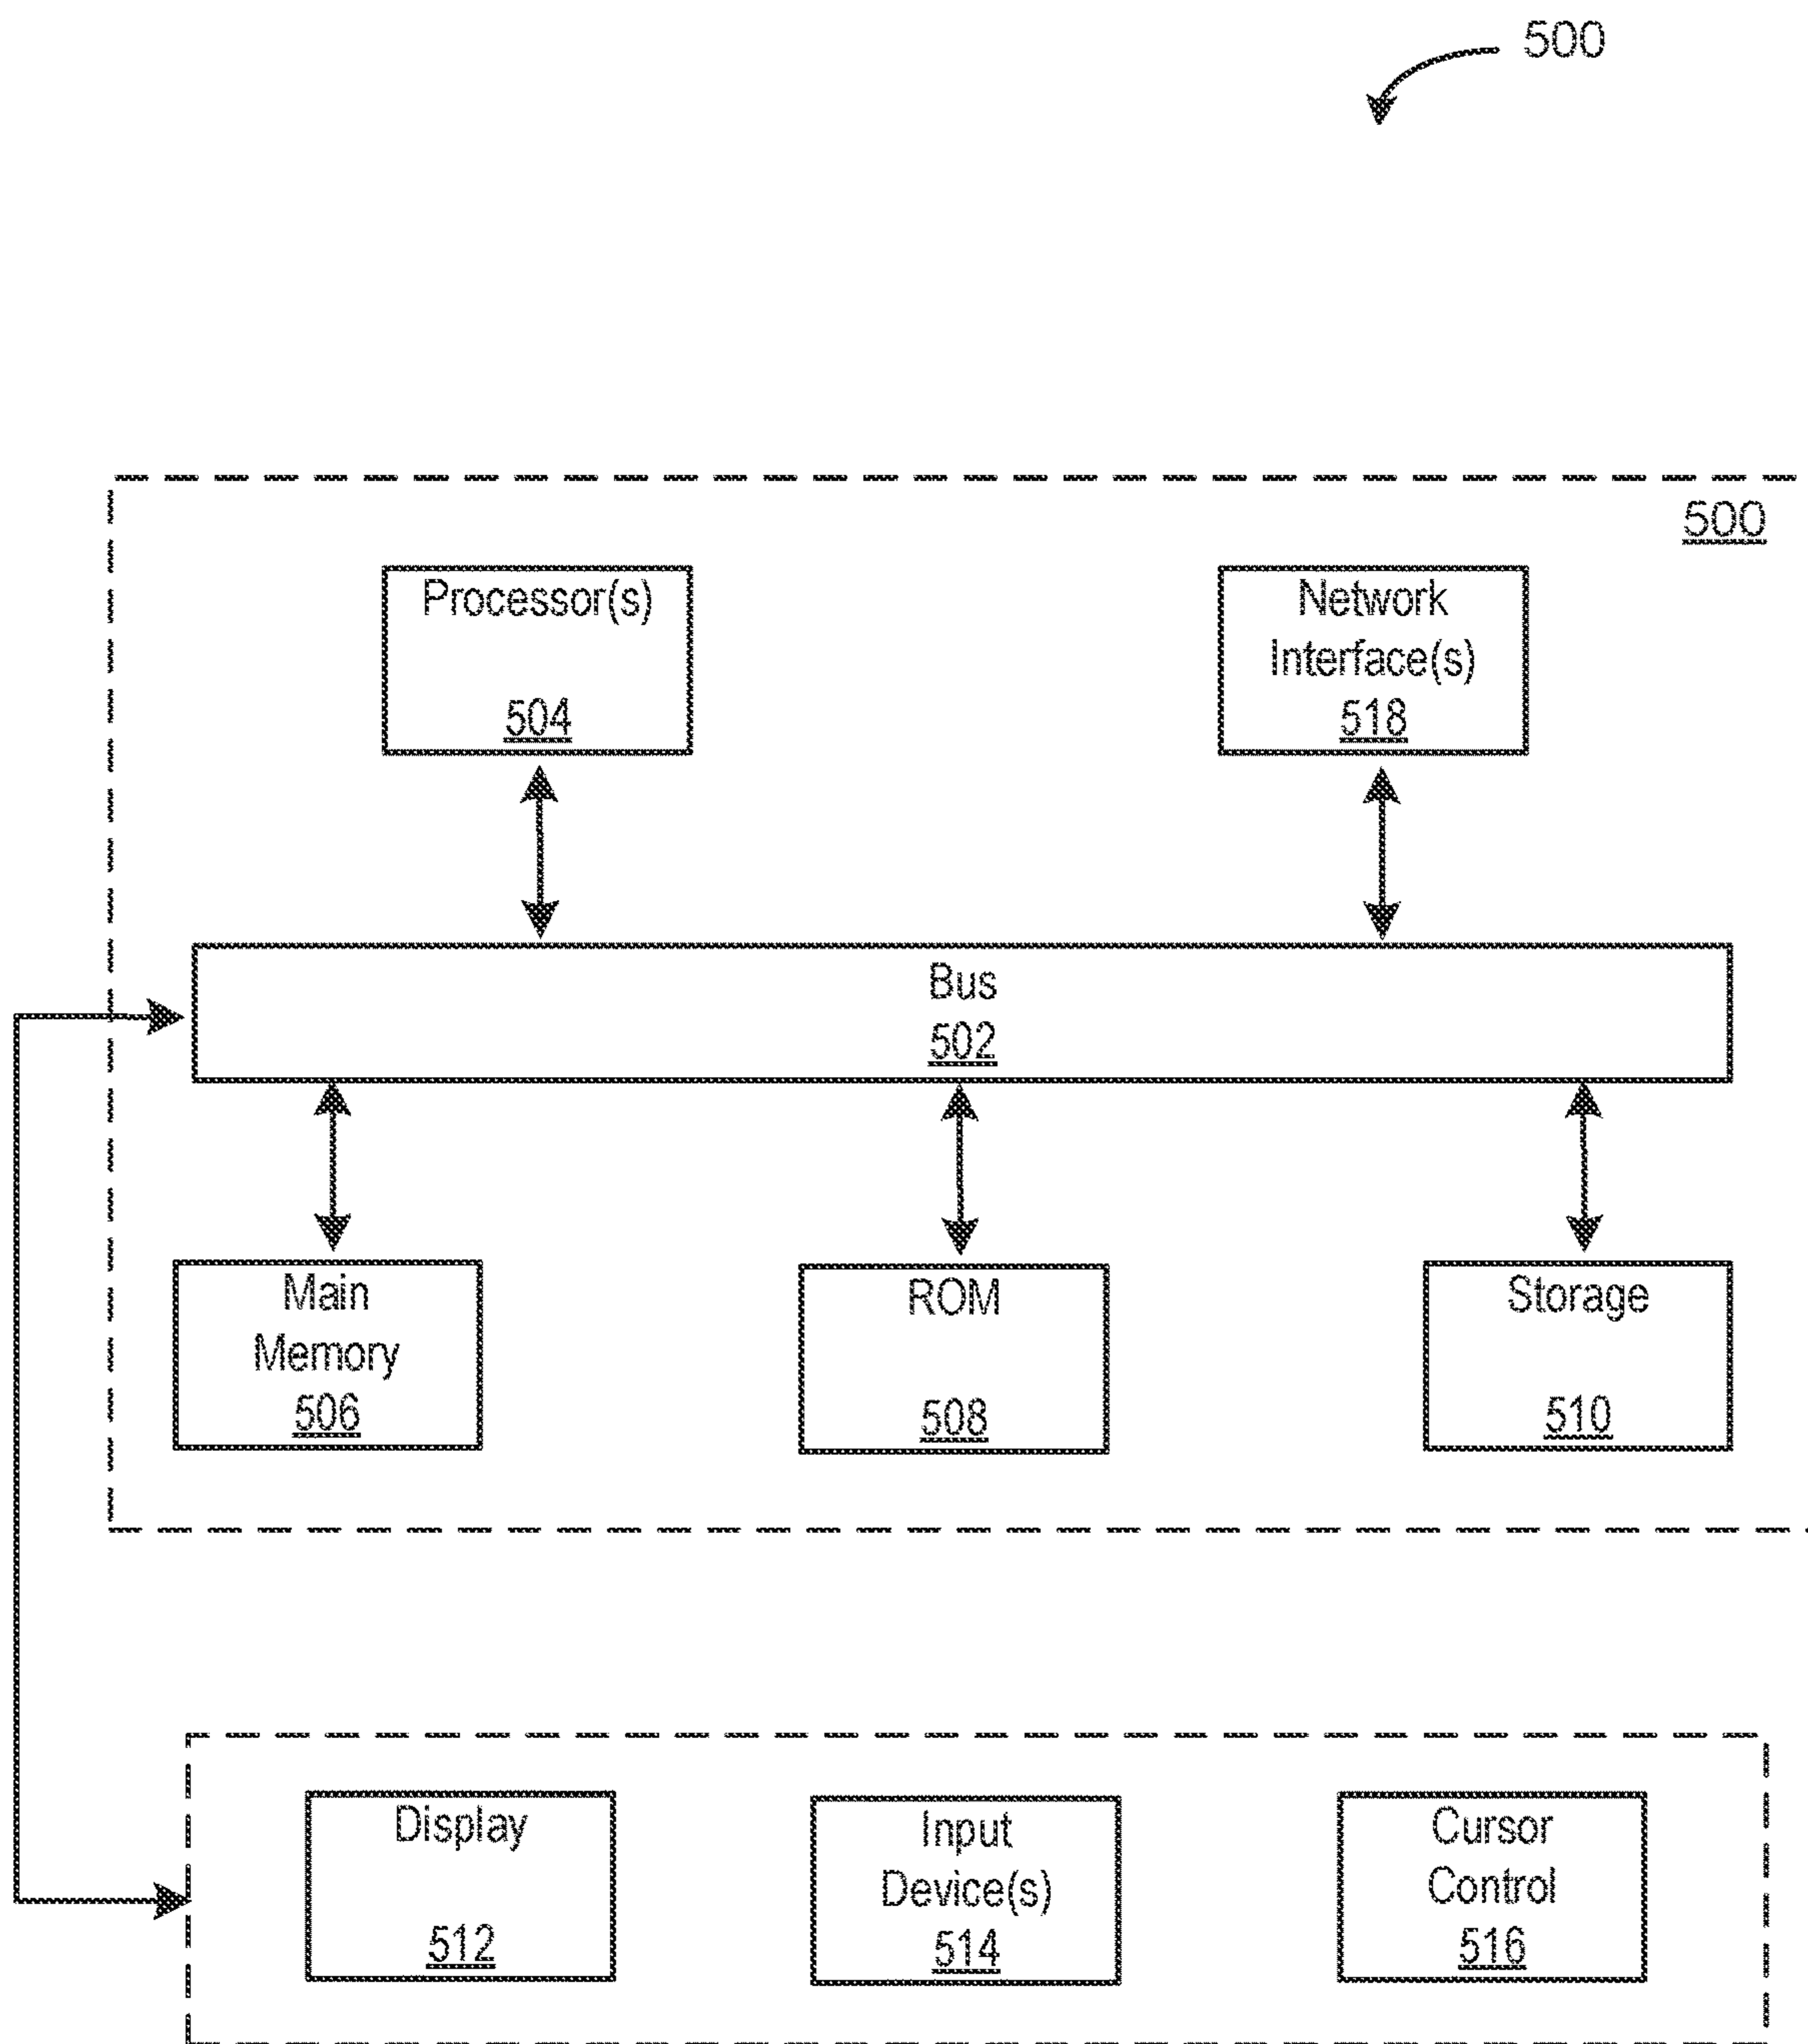 500
500
Processor(s)
504
Network
Interface(s)
518
Bus
502
Main
Memory
506
ROM
508
Storage
510
Display
512
Input
Device(s)
514
Cursor
Control
516